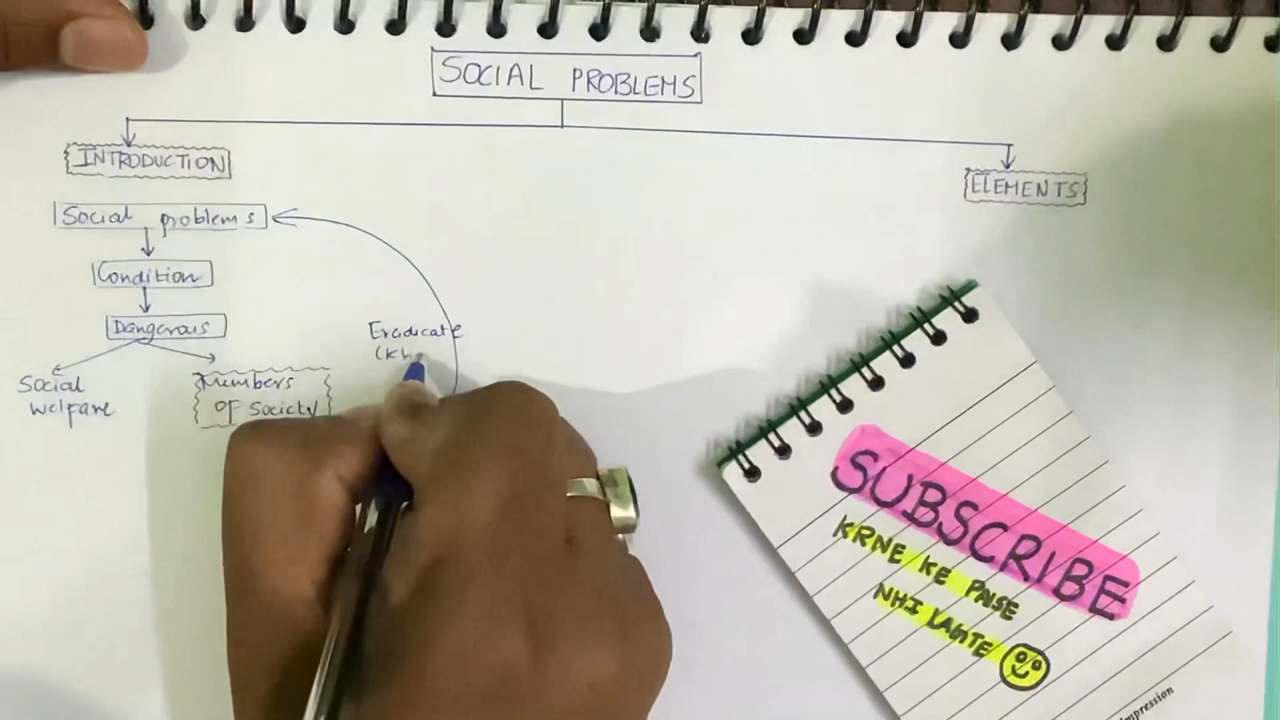 SOCIAL PROBLEMS
INTRODUCTION
ELEMENTS
Social problems
Condition
Dangerous
Social
welfare
Members
OF Society
Eradicate
SUBSCRIBE
KRNE KE PAISE
NHI LAGTE
Impression